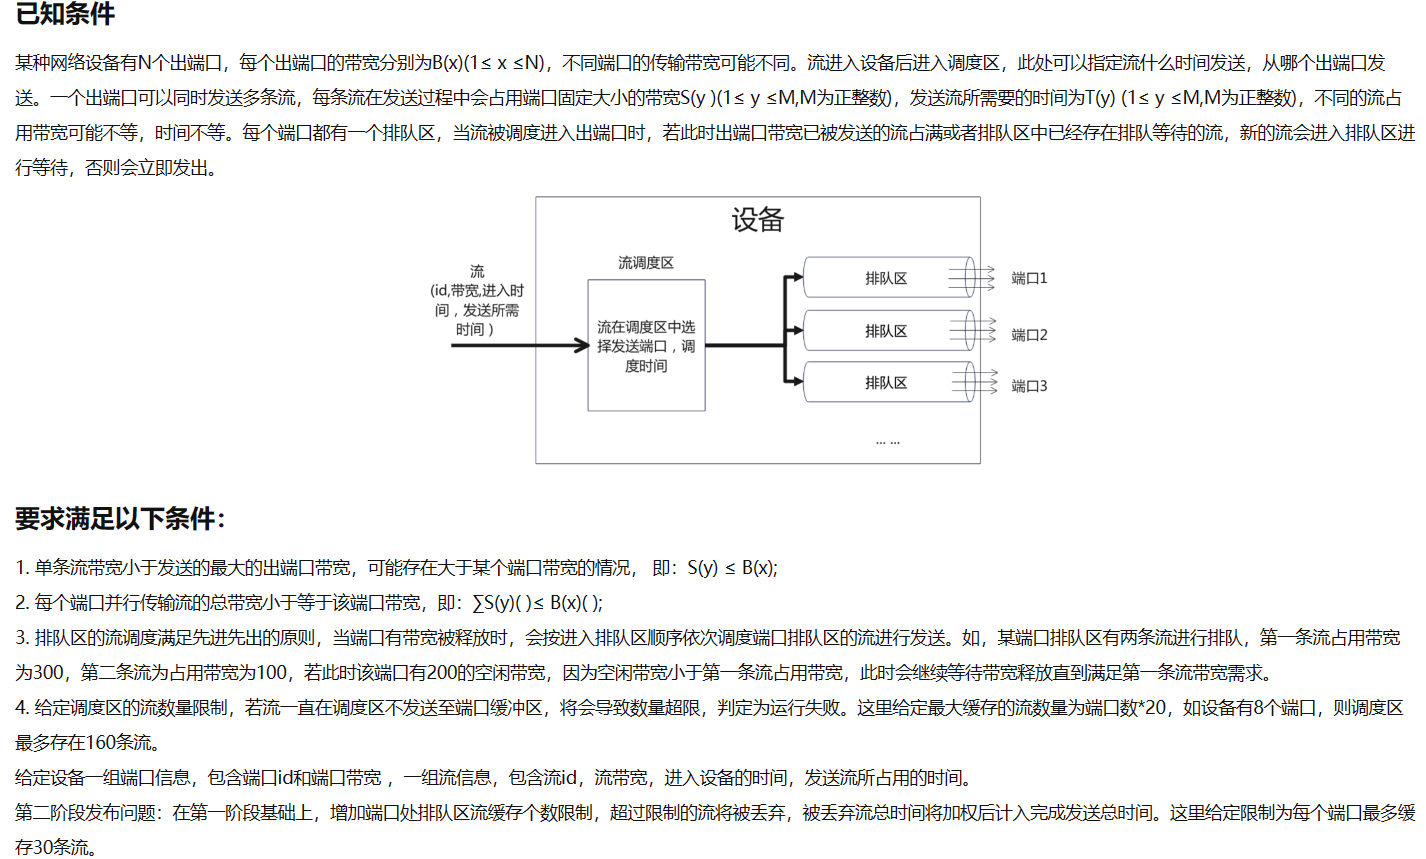 已知条件
某种网络设备有N个出端口，每个出端口的带宽分别为B(x)(1≤ x ≤N)，不同端口的传输带宽可能不同。流进入设备后进入调度区，此处可以指定流什么时间发送，从哪个出端口发
送。一个出端口可以同时发送多条流，每条流在发送过程中会占用端口固定大小的带宽S(y )(1≤ y ≤M,M为正整数)，发送流所需要的时间为T(y) (1≤ y ≤M,M为正整数)，不同的流占
用带宽可能不等，时间不等。每个端口都有一个排队区，当流被调度进入出端口时，若此时出端口带宽已被发送的流占满或者排队区中已经存在排队等待的流，新的流会进入排队区进
行等待，否则会立即发出。
设备
流调度区
流
(id,带宽,进入时
间，发送所需
时间）
流在调度区中选
择发送端口，调
度时间
排队区
端口1
排队区
端口2
排队区
端口3
... ...
要求满足以下条件：
1. 单条流带宽小于发送的最大的出端口带宽，可能存在大于某个端口带宽的情况， 即：S(y) ≤ B(x);
2. 每个端口并行传输流的总带宽小于等于该端口带宽，即：∑S(y)( )≤ B(x)( );
3. 排队区的流调度满足先进先出的原则，当端口有带宽被释放时，会按进入排队区顺序依次调度端口排队区的流进行发送。如，某端口排队区有两条流进行排队，第一条流占用带宽
为300，第二条流为占用带宽为100，若此时该端口有200的空闲带宽，因为空闲带宽小于第一条流占用带宽，此时会继续等待带宽释放直到满足第一条流带宽需求。
4. 给定调度区的流数量限制，若流一直在调度区不发送至端口缓冲区，将会导致数量超限，判定为运行失败。这里给定最大缓存的流数量为端口数*20，如设备有8个端口，则调度区
最多存在160条流。
给定设备一组端口信息，包含端口id和端口带宽 ，一组流信息，包含流id，流带宽，进入设备的时间，发送流所占用的时间。
第二阶段发布问题：在第一阶段基础上，增加端口处排队区流缓存个数限制，超过限制的流将被丢弃，被丢弃流总时间将加权后计入完成发送总时间。这里给定限制为每个端口最多缓
存30条流。